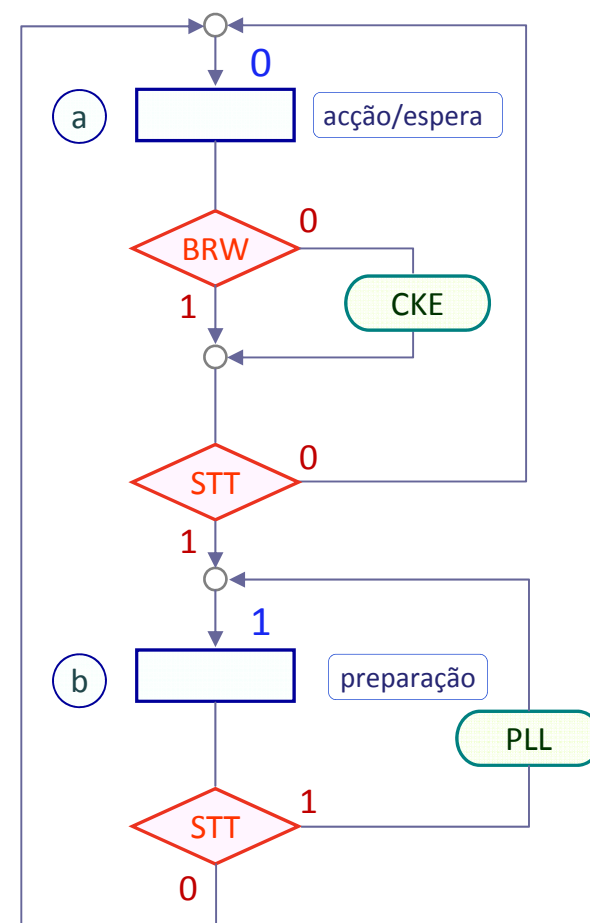 0
a
acção/espera
BRW
0
1
CKE
STT
0
1
1
b
preparação
PLL
STT
1
0